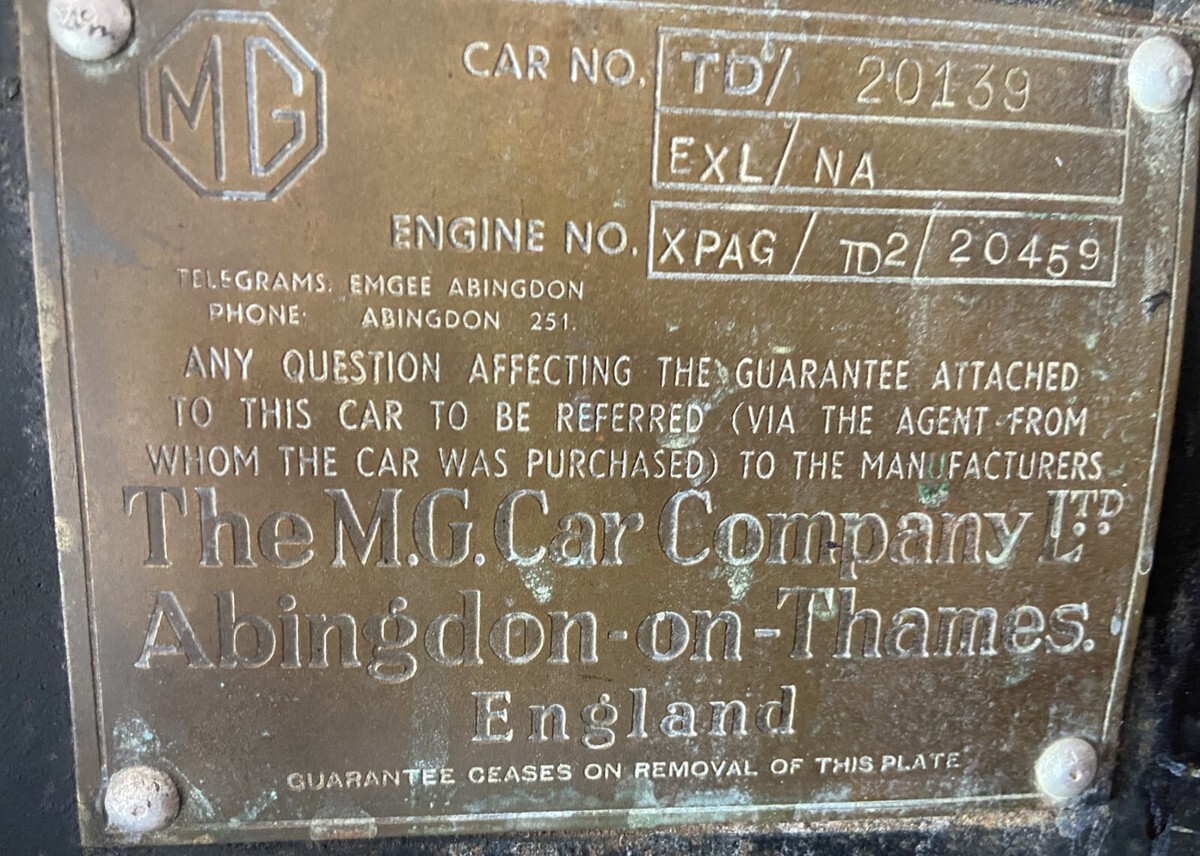 MG
CAR NO. TD/ 20139
EXL/NA
ENGINE NO. XPAG / TD2/ 20459
TELEGRAMS: EMGEE ABINGDON
PHONE: ABINGDON 251.
ANY QUESTION AFFECTING THE GUARANTEE ATTACHED
TO THIS CAR TO BE REFERRED (VIA THE AGENT FROM
WHOM THE CAR WAS PURCHASED) TO THE MANUFACTURERS
The M.G. Car Company LTD
Abingdon-on-Thames.
England
GUARANTEE CEASES ON REMOVAL OF THIS PLATE